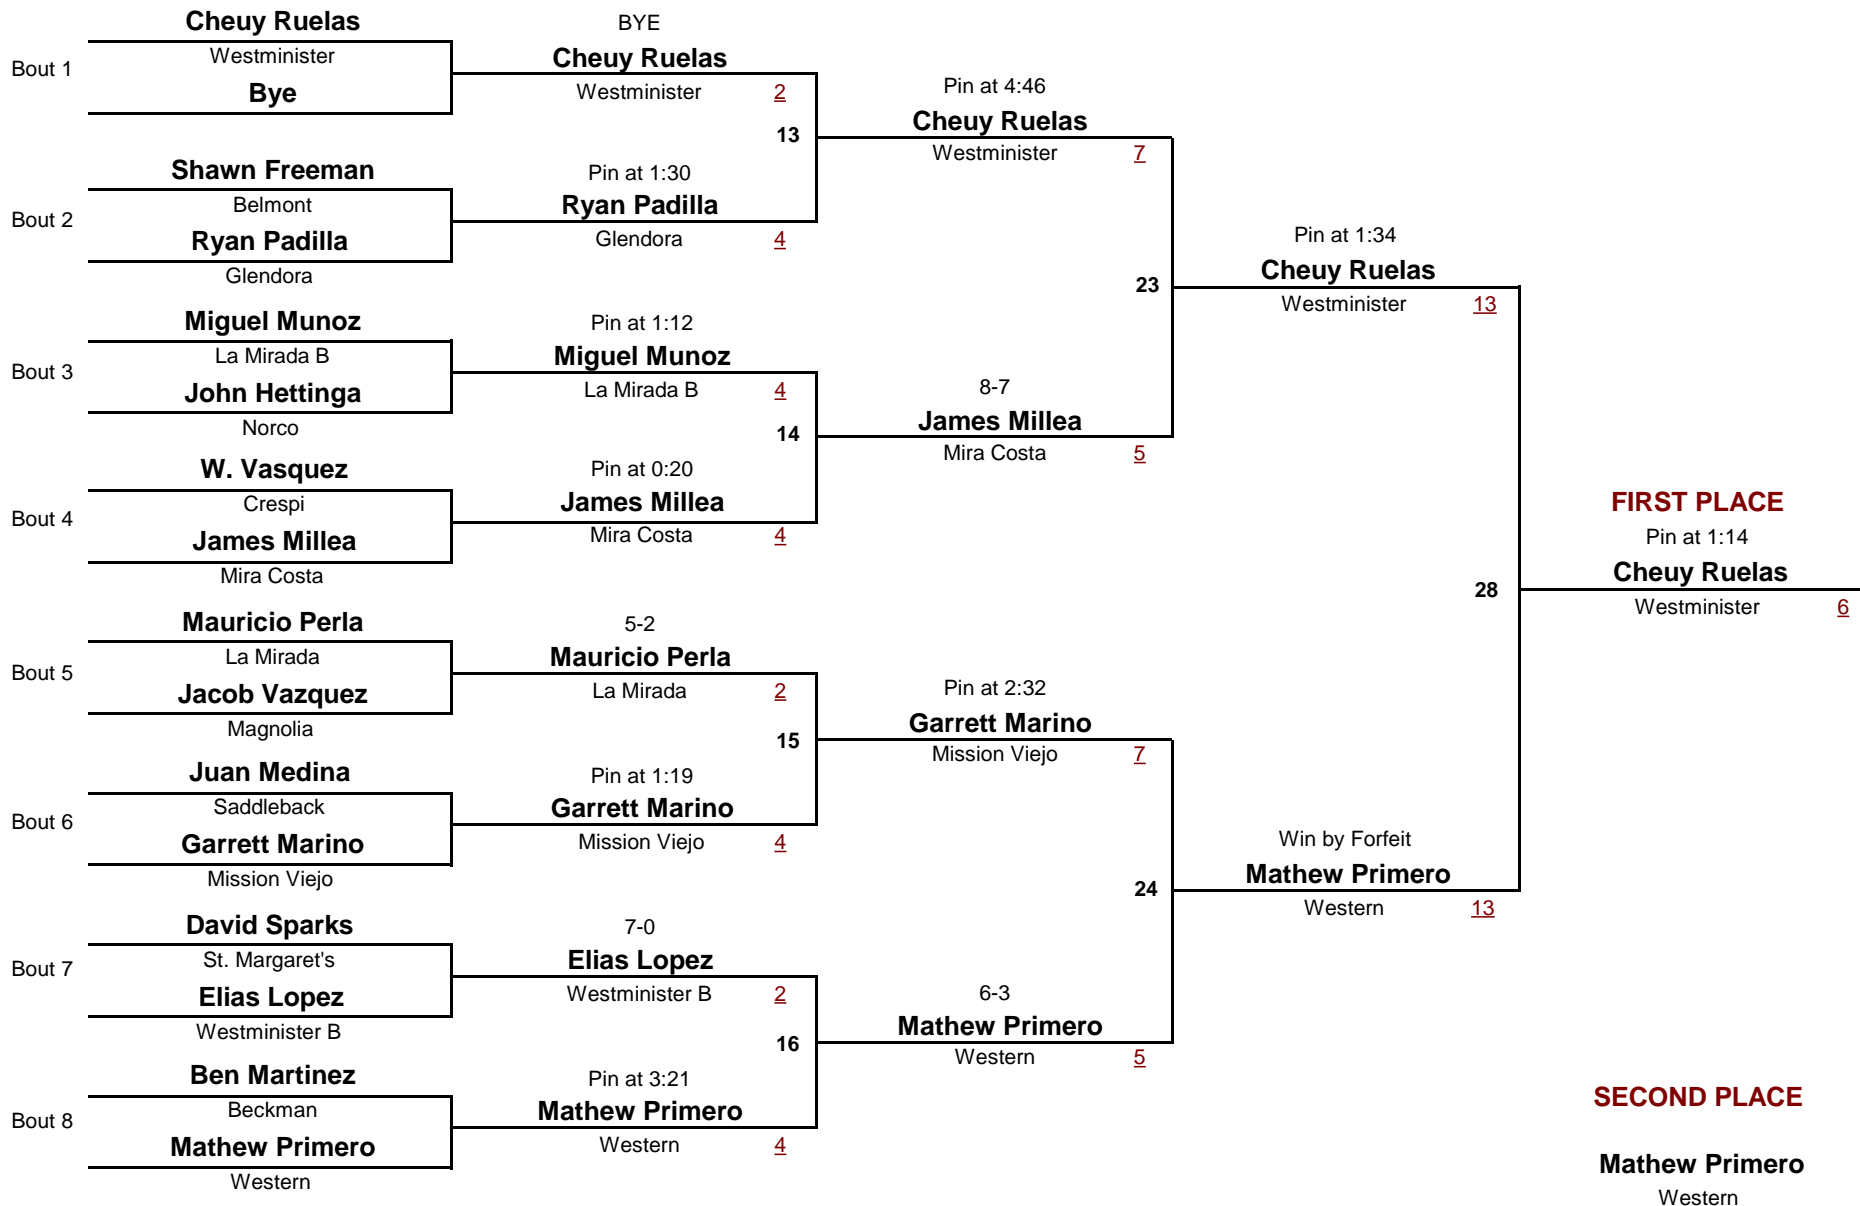 Cheuy Ruelas
Bout 1
Westminister
Bye
Shawn Freeman
Bout 2
Belmont
Ryan Padilla
Glendora
Miguel Munoz
Bout 3
La Mirada B
John Hettinga
Norco
W. Vasquez
Bout 4
Crespi
James Millea
Mira Costa
Mauricio Perla
Bout 5
La Mirada
Jacob Vazquez
Magnolia
Juan Medina
Bout 6
Saddleback
Garrett Marino
Mission Viejo
David Sparks
Bout 7
St. Margaret's
Elias Lopez
Westminister B
Ben Martinez
Bout 8
Beckman
Mathew Primero
Western
BYE
Cheuy Ruelas
Westminister 2
13
Pin at 1:30
Ryan Padilla
Glendora 4
Pin at 1:12
Miguel Munoz
La Mirada B 4
14
Pin at 0:20
James Millea
Mira Costa 4
5-2
Mauricio Perla
La Mirada 2
15
Pin at 1:19
Garrett Marino
Mission Viejo 4
7-0
Elias Lopez
Westminister B 2
16
Pin at 3:21
Mathew Primero
Western 4
Pin at 4:46
Cheuy Ruelas
Westminister 7
23
8-7
James Millea
Mira Costa 5
Pin at 2:32
Garrett Marino
Mission Viejo 7
24
6-3
Mathew Primero
Western 5
Pin at 1:34
Cheuy Ruelas
Westminister 13
28
Win by Forfeit
Mathew Primero
Western 13
FIRST PLACE
Pin at 1:14
Cheuy Ruelas
Westminister 6
SECOND PLACE
Mathew Primero
Western